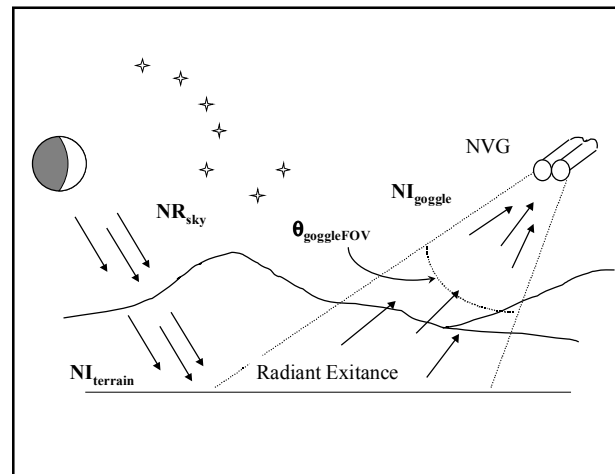 NVG
NI_goggle
NR_sky
θ_goggleFOV
NI_terrain
Radiant Exitance